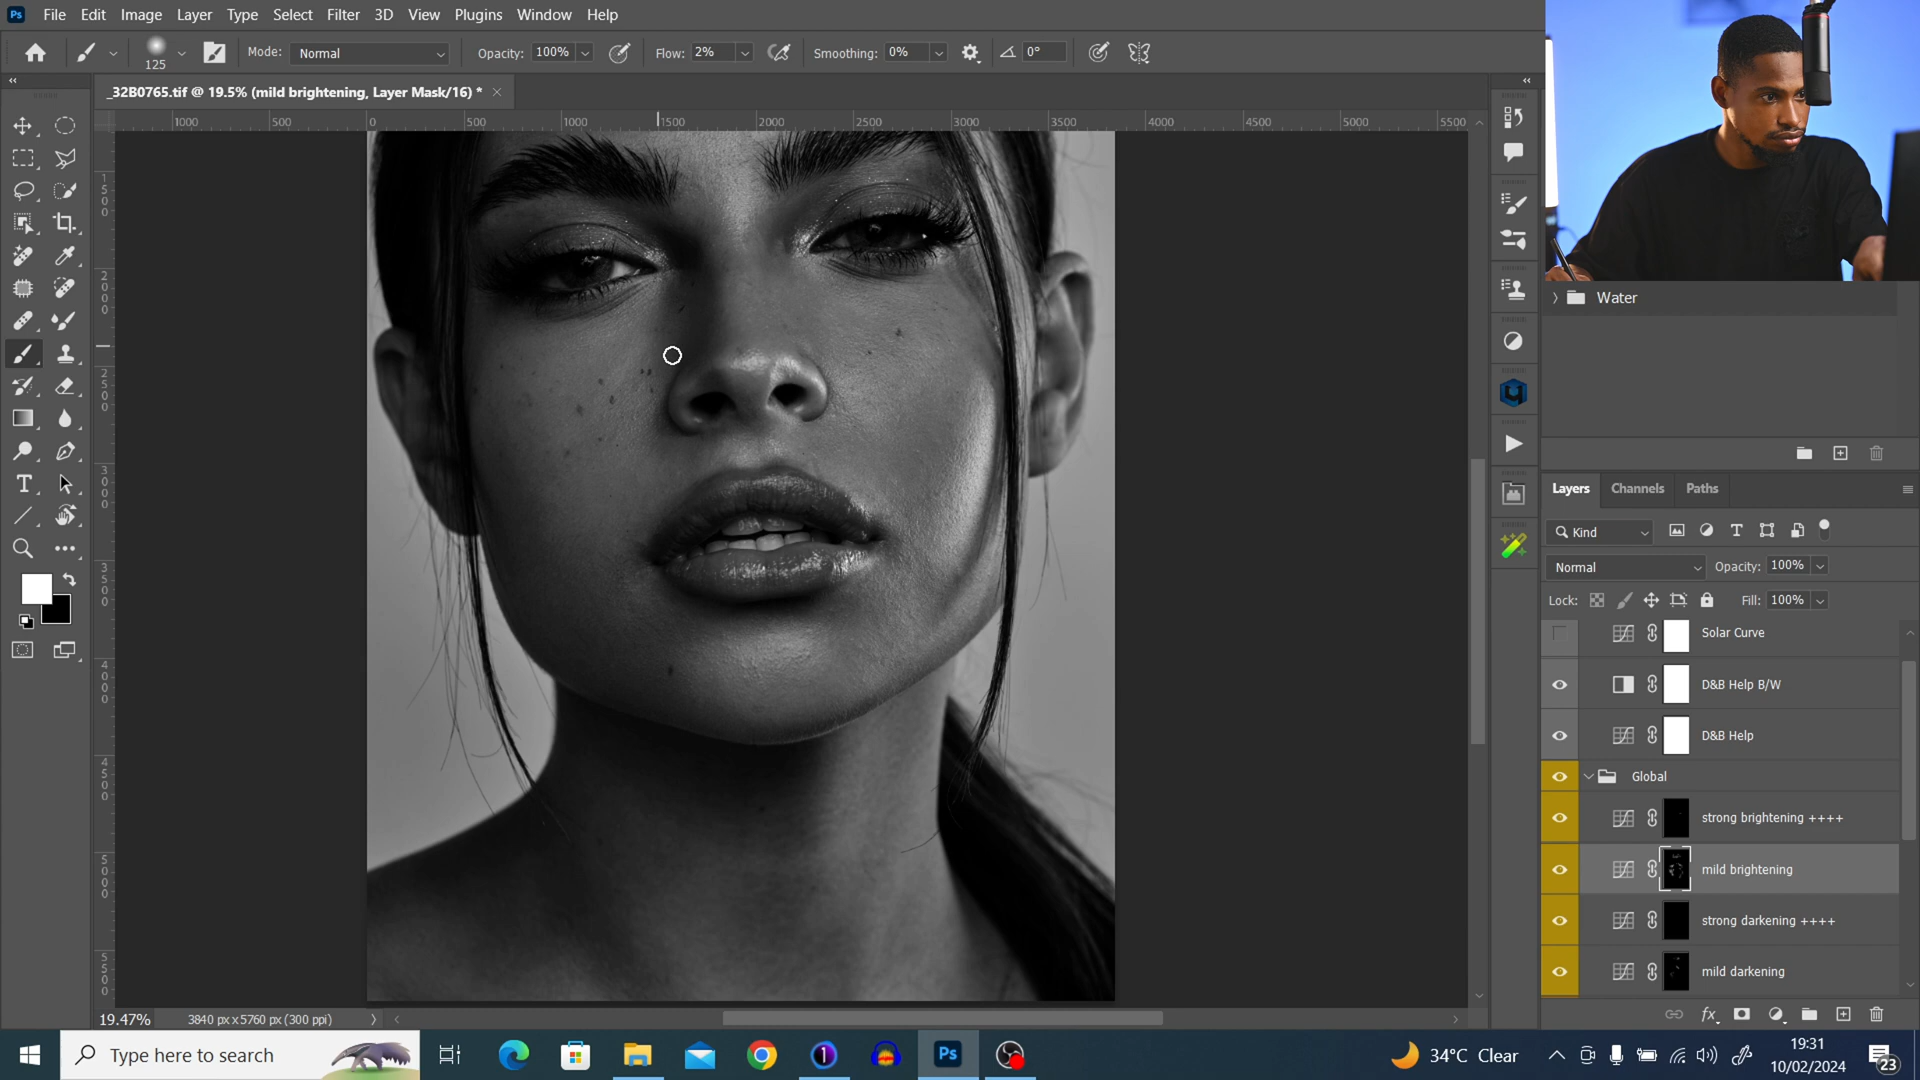 Ps File Edit Image Layer Type Select Filter 3D View Plugins Window Help
125 Mode: Normal Opacity: 100% Flow: 2% Smoothing: 0% 0°
_32B0765.tif @ 19.5% (mild brightening, Layer Mask/16) * ×
1000 500 0 500 1000 1500 2000 2500 3000 3500 4000 4500 5000 5500
1500
2000
2500
3000
3500
4000
4500
5000
5500
Water
Layers Channels Paths
Kind
Normal Opacity: 100%
Lock: Fill: 100%
Solar Curve
D&B Help B/W
D&B Help
Global
strong brightening ++++
mild brightening
strong darkening ++++
mild darkening
fx
19.47% 3840 px x 5760 px (300 ppi)
Type here to search
Ps
34°C Clear
19:31
10/02/2024
23